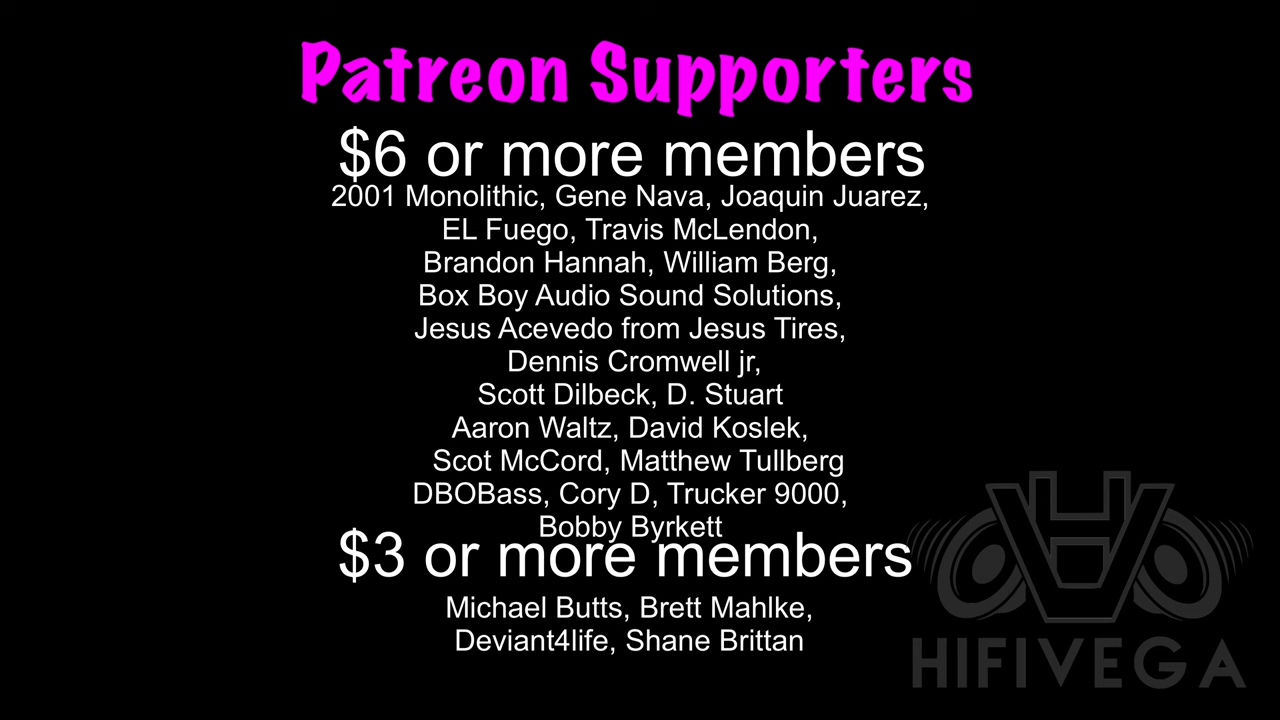 Patreon Supporters
$6 or more members
2001 Monolithic, Gene Nava, Joaquin Juarez,
EL Fuego, Travis McLendon,
Brandon Hannah, William Berg,
Box Boy Audio Sound Solutions,
Jesus Acevedo from Jesus Tires,
Dennis Cromwell jr,
Scott Dilbeck, D. Stuart
Aaron Waltz, David Koslek,
Scot McCord, Matthew Tullberg
DBOBass, Cory D, Trucker 9000,
Bobby Byrkett
$3 or more members
Michael Butts, Brett Mahlke,
Deviant4life, Shane Brittan
HIFIVEGA